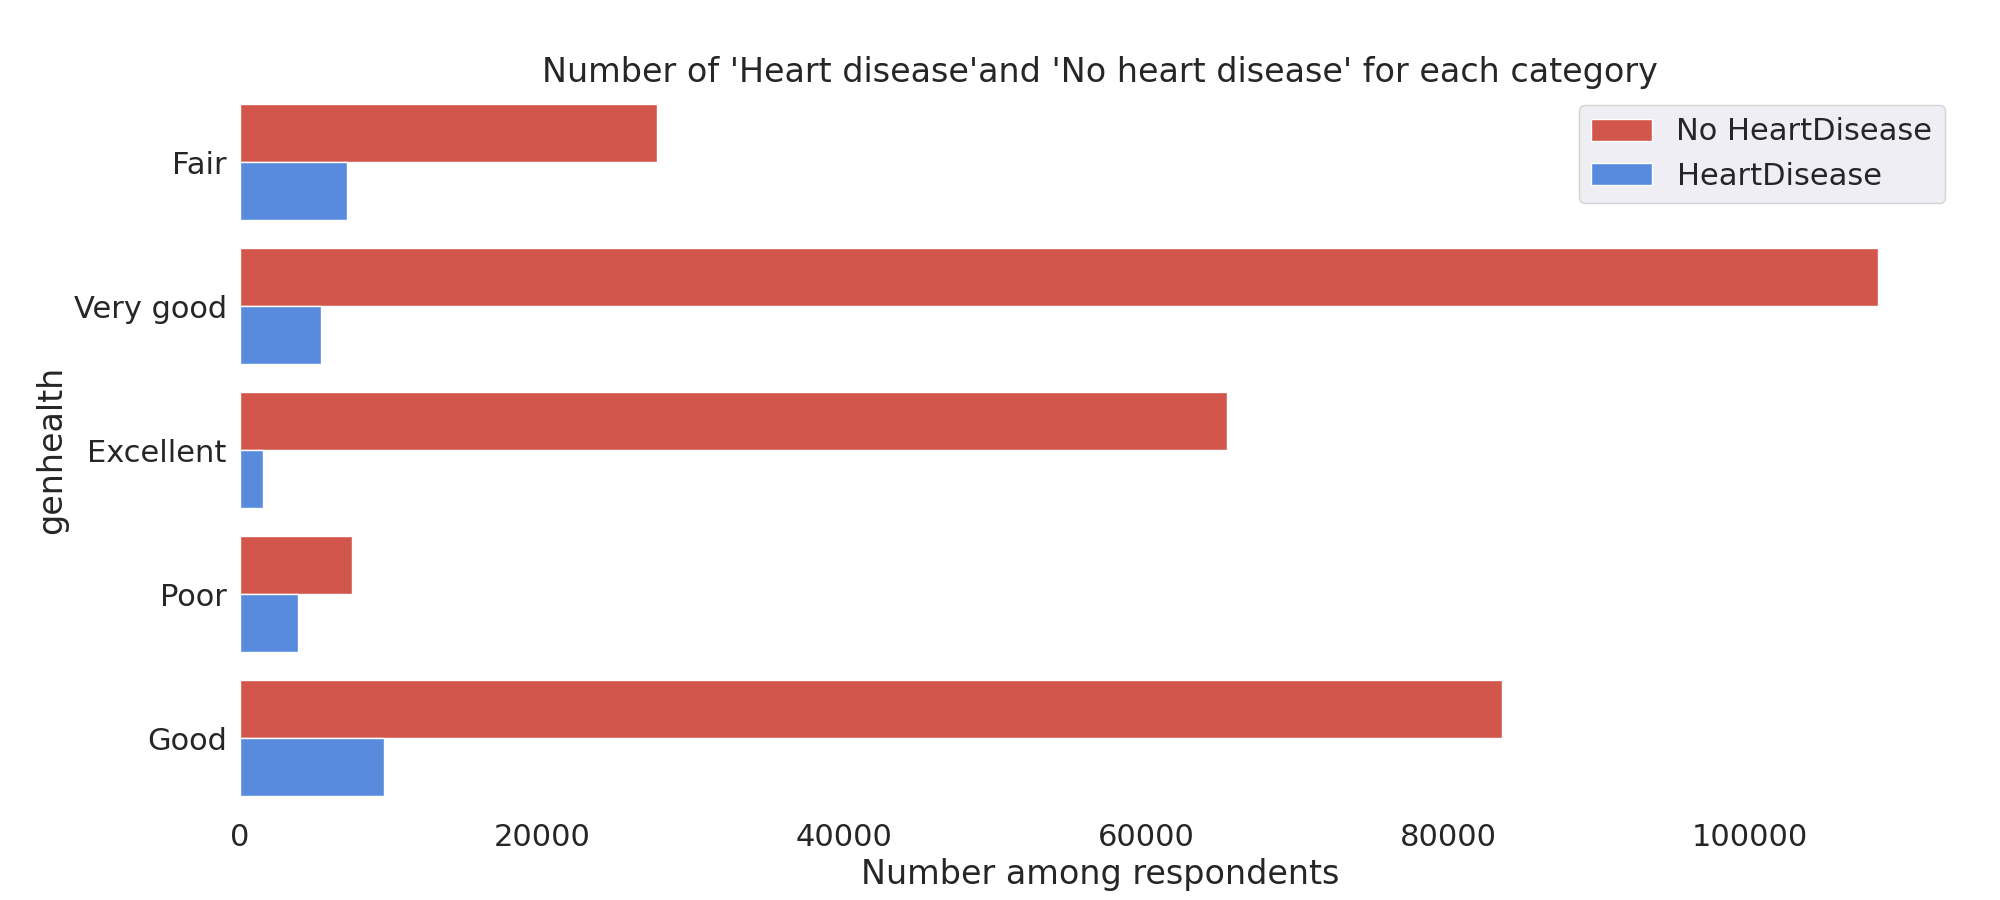 Number of 'Heart disease'and 'No heart disease' for each category
No HeartDisease
HeartDisease
genhealth
Fair
Very good
Excellent
Poor
Good
0 20000 40000 60000 80000 100000
Number among respondents